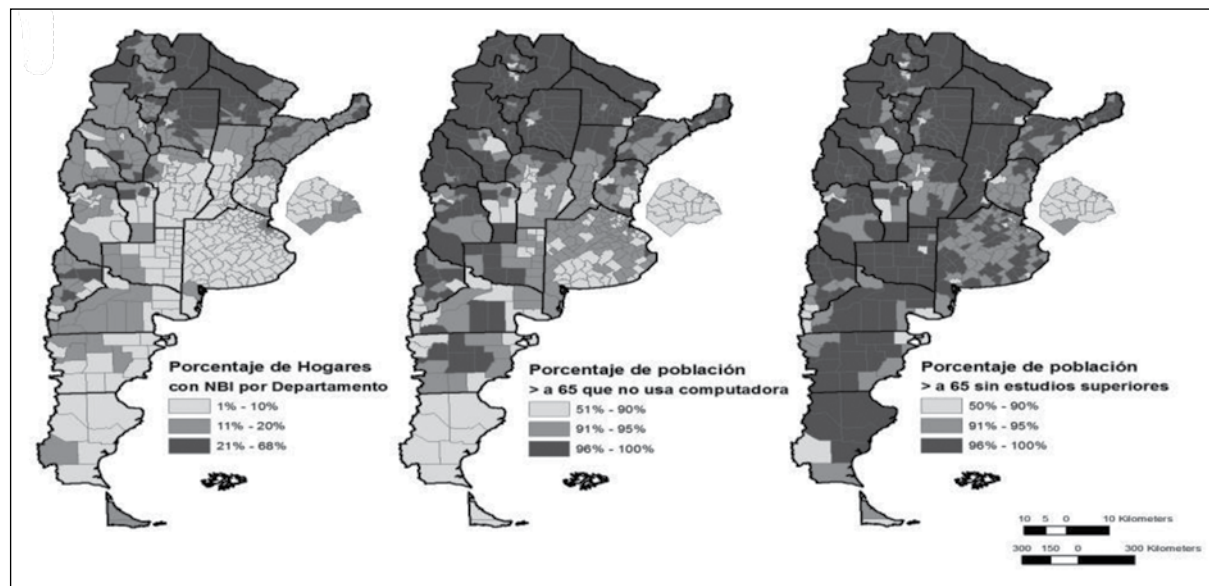 Porcentaje de Hogares
con NBI por Departamento
1% - 10%
11% - 20%
21% - 68%
Porcentaje de población
> a 65 que no usa computadora
51% - 90%
91% - 95%
96% - 100%
Porcentaje de población
> a 65 sin estudios superiores
50% - 90%
91% - 95%
96% - 100%
10 5 0 10 Kilometers
300 150 0 300 Kilometers